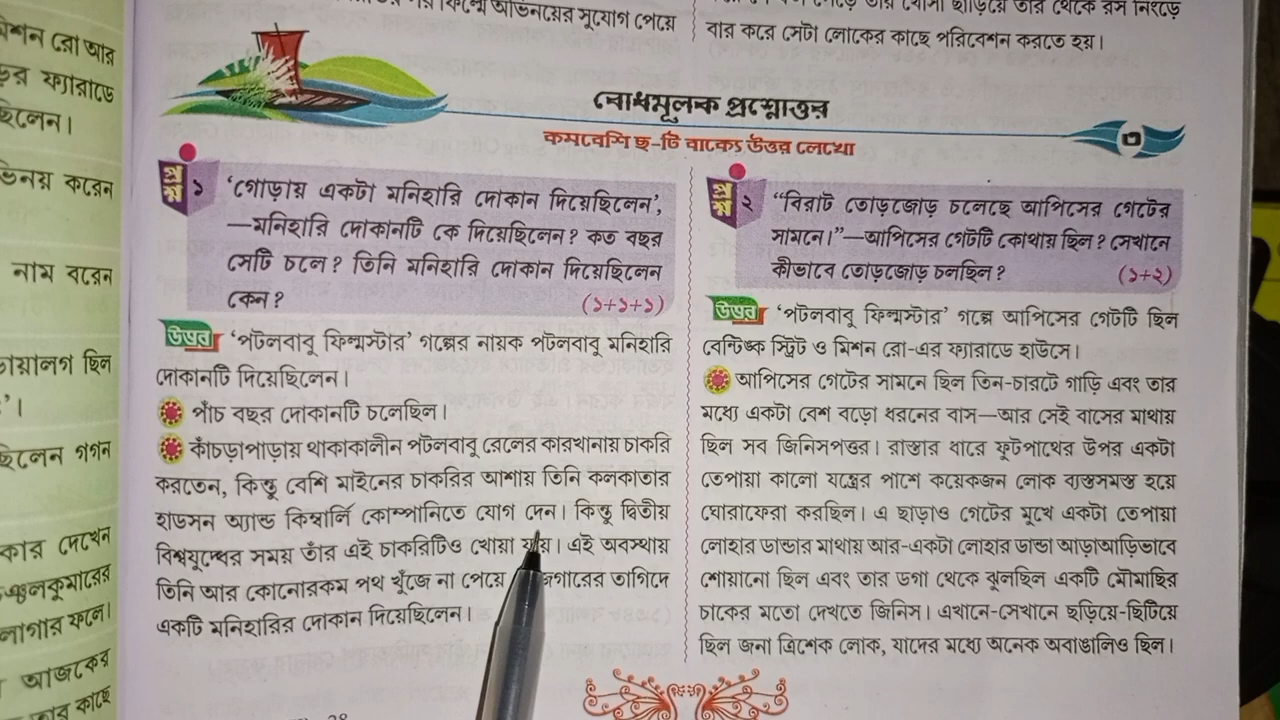 মিশন রো আর
ফ্যারাডে
ছিলেন।
অভিনয় করেন
নাম বরেন
ডায়ালগ ছিল
ছিলেন গগন
দেখেন
চঞ্চলকুমারের
লাগার ফলে।
আজকের
কাছে
অভিনয়ের সুযোগ পেয়ে
তার খোসা ছাড়িয়ে তার থেকে রস নিংড়ে
বার করে সেটা লোকের কাছে পরিবেশন করতে হয়।
বোধমূলক প্রশ্নোত্তর
৩
কমবেশি ছ-টি বাক্যে উত্তর লেখো
প্রশ্ন ১ ‘গোড়ায় একটা মনিহারি দোকান দিয়েছিলেন’,
—মনিহারি দোকানটি কে দিয়েছিলেন? কত বছর
সেটি চলে? তিনি মনিহারি দোকান দিয়েছিলেন
কেন? (১+১+১)
উত্তর ‘পটলবাবু ফিল্মস্টার’ গল্পের নায়ক পটলবাবু মনিহারি
দোকানটি দিয়েছিলেন।
পাঁচ বছর দোকানটি চলেছিল।
কাঁচড়াপাড়ায় থাকাকালীন পটলবাবু রেলের কারখানায় চাকরি
করতেন, কিন্তু বেশি মাইনের চাকরির আশায় তিনি কলকাতার
হাডসন অ্যান্ড কিম্বার্লি কোম্পানিতে যোগ দেন। কিন্তু দ্বিতীয়
বিশ্বযুদ্ধের সময় তাঁর এই চাকরিটিও খোয়া যায়। এই অবস্থায়
তিনি আর কোনোরকম পথ খুঁজে না পেয়ে জগারের তাগিদে
একটি মনিহারির দোকান দিয়েছিলেন।
প্রশ্ন ২ “বিরাট তোড়জোড় চলেছে আপিসের গেটের
সামনে।”—আপিসের গেটটি কোথায় ছিল? সেখানে
কীভাবে তোড়জোড় চলছিল? (১+২)
উত্তর ‘পটলবাবু ফিল্মস্টার’ গল্পে আপিসের গেটটি ছিল
বেন্টিঙ্ক স্ট্রিট ও মিশন রো-এর ফ্যারাডে হাউসে।
আপিসের গেটের সামনে ছিল তিন-চারটে গাড়ি এবং তার
মধ্যে একটা বেশ বড়ো ধরনের বাস—আর সেই বাসের মাথায়
ছিল সব জিনিসপত্তর। রাস্তার ধারে ফুটপাথের উপর একটা
তেপায়া কালো যন্ত্রের পাশে কয়েকজন লোক ব্যস্তসমস্ত হয়ে
ঘোরাফেরা করছিল। এ ছাড়াও গেটের মুখে একটা তেপায়া
লোহার ডান্ডার মাথায় আর-একটা লোহার ডান্ডা আড়াআড়িভাবে
শোয়ানো ছিল এবং তার ডগা থেকে ঝুলছিল একটি মৌমাছির
চাকের মতো দেখতে জিনিস। এখানে-সেখানে ছড়িয়ে-ছিটিয়ে
ছিল জনা ত্রিশেক লোক, যাদের মধ্যে অনেক অবাঙালিও ছিল।